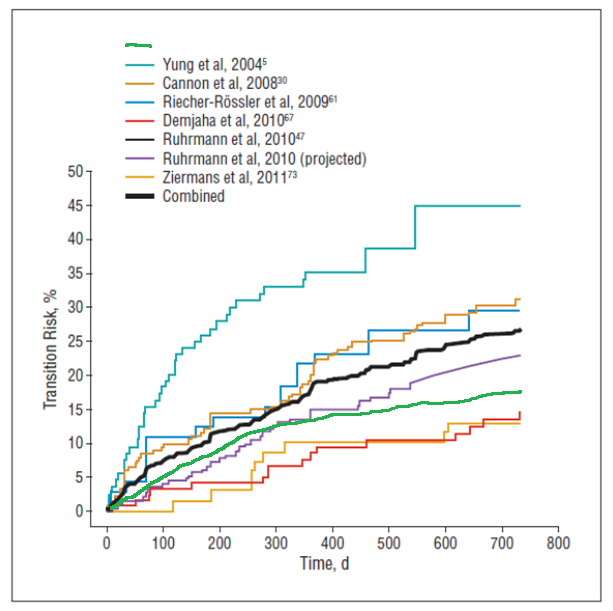 Yung et al, 2004⁵
Cannon et al, 2008³⁰
Riecher-Rössler et al, 2009⁶¹
Demjaha et al, 2010⁶⁷
Ruhrmann et al, 2010⁴⁷
Ruhrmann et al, 2010 (projected)
Ziermans et al, 2011⁷³
Combined
Transition Risk, %
50
45
40
35
30
25
20
15
10
5
0
0 100 200 300 400 500 600 700 800
Time, d